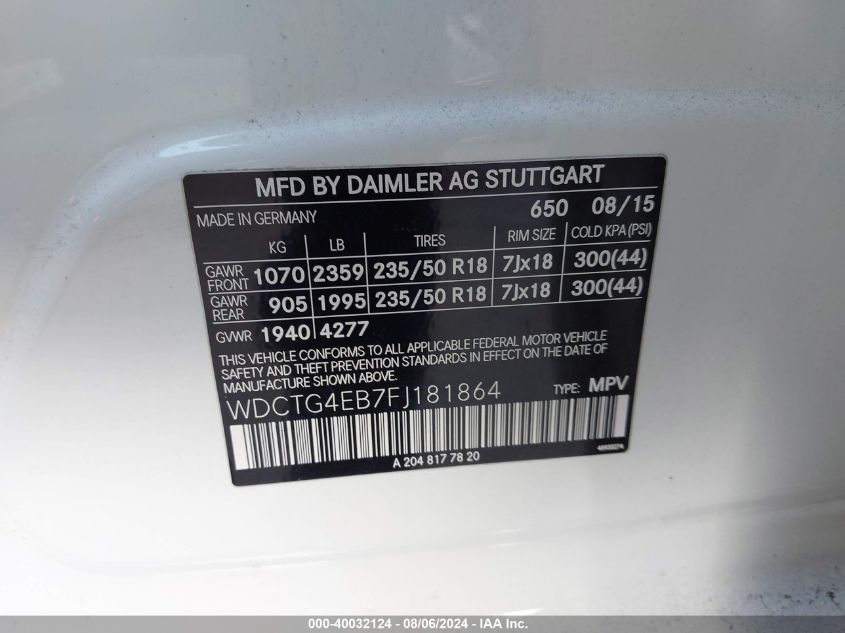 MFD BY DAIMLER AG STUTTGART
MADE IN GERMANY 650 08/15
KG LB TIRES RIM SIZE COLD KPA (PSI)
GAWR FRONT 1070 2359 235/50 R18 7Jx18 300(44)
GAWR REAR 905 1995 235/50 R18 7Jx18 300(44)
GVWR 1940 4277
THIS VEHICLE CONFORMS TO ALL APPLICABLE FEDERAL MOTOR VEHICLE
SAFETY AND THEFT PREVENTION STANDARDS IN EFFECT ON THE DATE OF
MANUFACTURE SHOWN ABOVE.
WDCTG4EB7FJ181864 TYPE: MPV
A 204 817 78 20
000-40032124 - 08/06/2024 - IAA Inc.